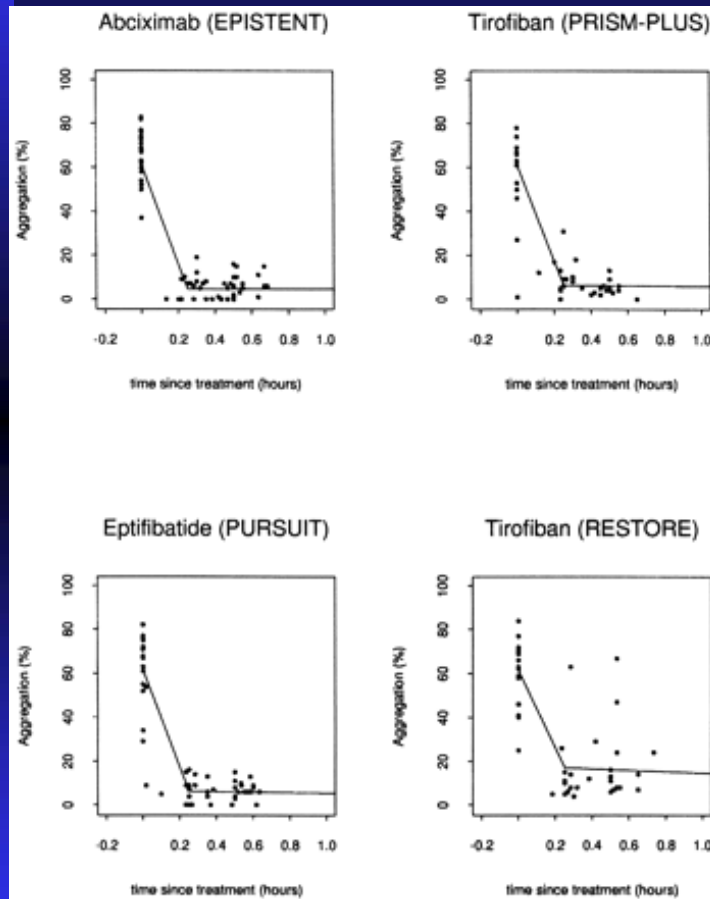 Abciximab (EPISTENT)
Aggregation (%)
100
80
60
40
20
0
-0.2 0.2 0.4 0.6 0.8 1.0
time since treatment (hours)
Tirofiban (PRISM-PLUS)
Aggregation (%)
100
80
60
40
20
0
-0.2 0.2 0.4 0.6 0.8 1.0
time since treatment (hours)
Eptifibatide (PURSUIT)
Aggregation (%)
100
80
60
40
20
0
-0.2 0.2 0.4 0.6 0.8 1.0
time since treatment (hours)
Tirofiban (RESTORE)
Aggregation (%)
100
80
60
40
20
0
-0.2 0.2 0.4 0.6 0.8 1.0
time since treatment (hours)